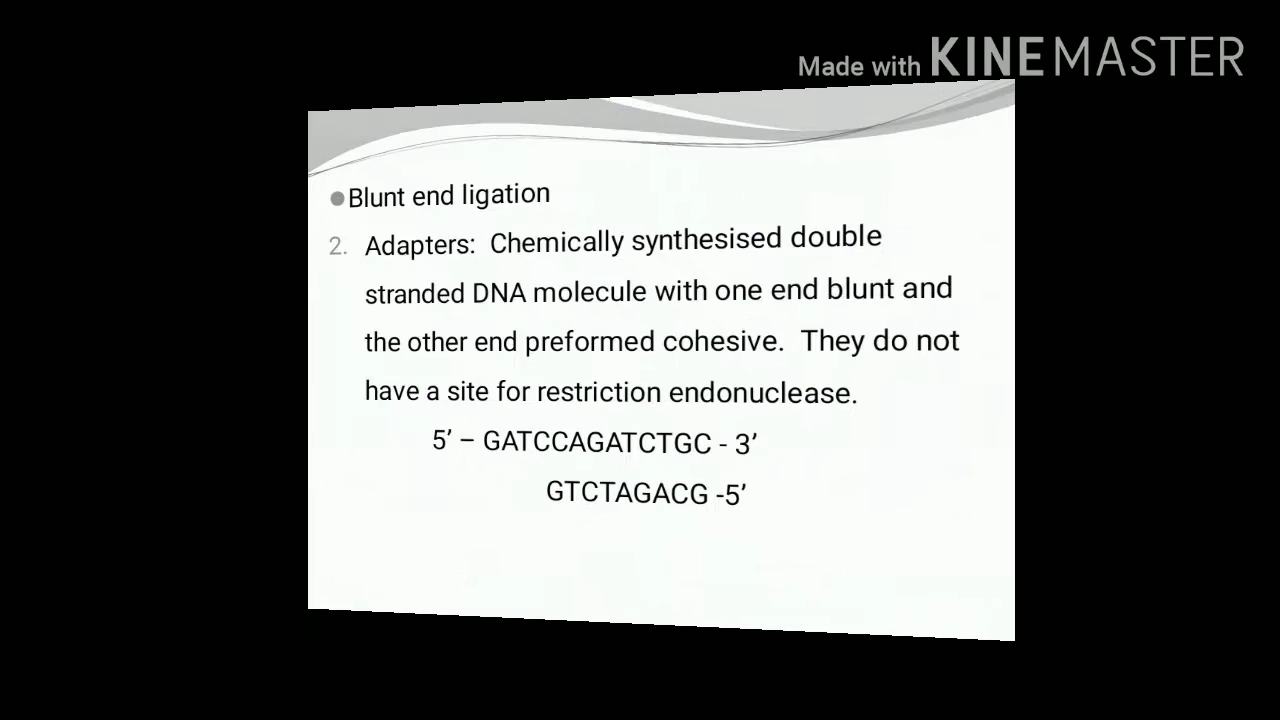 Made with KINEMASTER
Blunt end ligation
2. Adapters: Chemically synthesised double
stranded DNA molecule with one end blunt and
the other end preformed cohesive. They do not
have a site for restriction endonuclease.
5’ – GATCCAGATCTGC - 3’
GTCTAGACG -5’